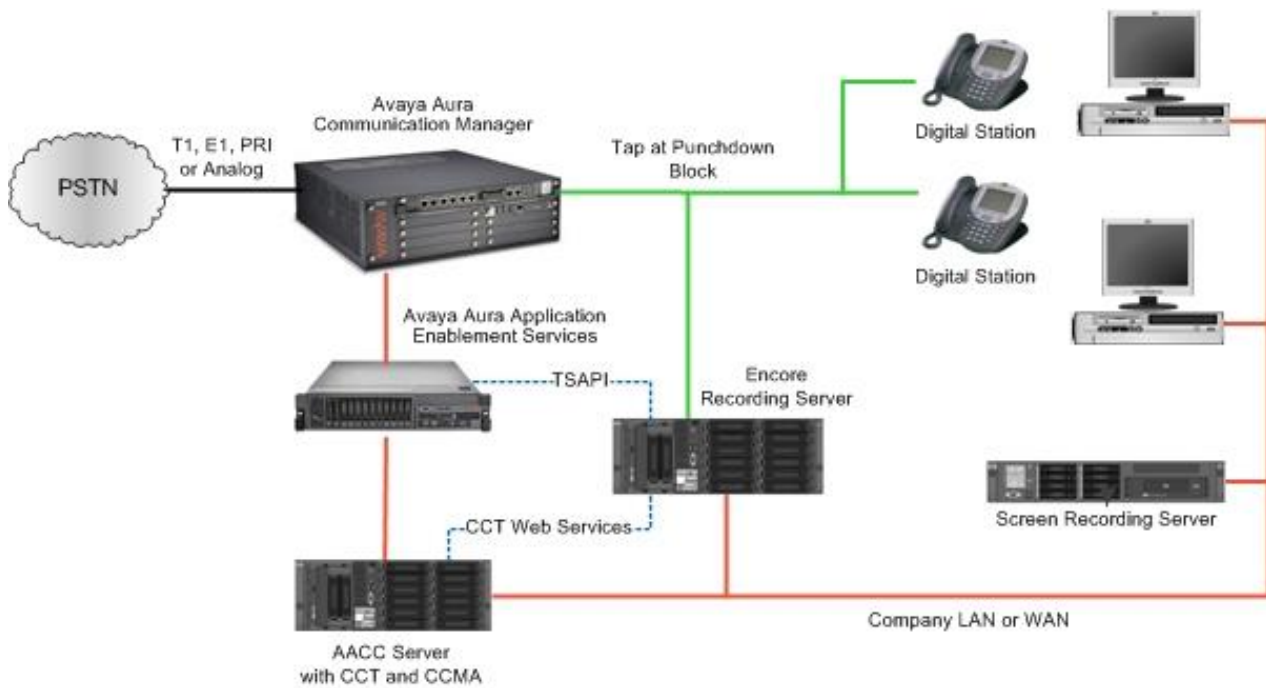 Avaya Aura
Communication Manager
T1, E1, PRI
or Analog
PSTN
Tap at Punchdown
Block
Digital Station
Digital Station
Avaya Aura Application
Enablement Services
TSAPI
Encore
Recording Server
CCT Web Services
Screen Recording Server
Company LAN or WAN
AACC Server
with CCT and CCMA